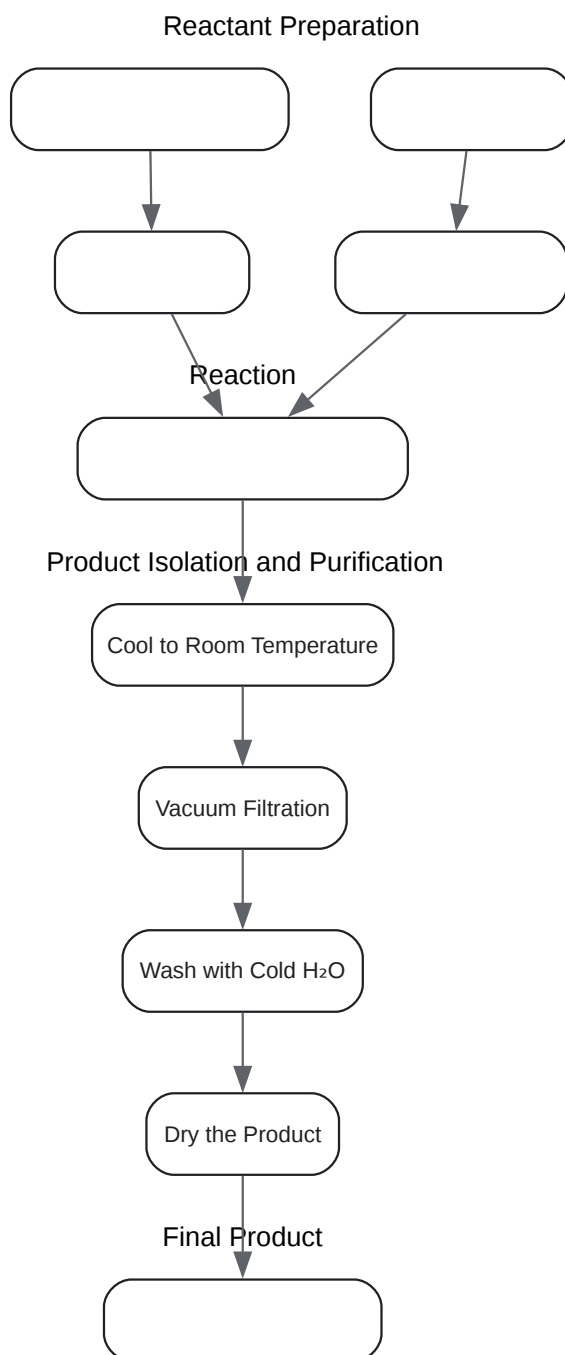 Reactant Preparation
Reaction
Product Isolation and Purification
Cool to Room Temperature
Vacuum Filtration
Wash with Cold H₂O
Dry the Product
Final Product